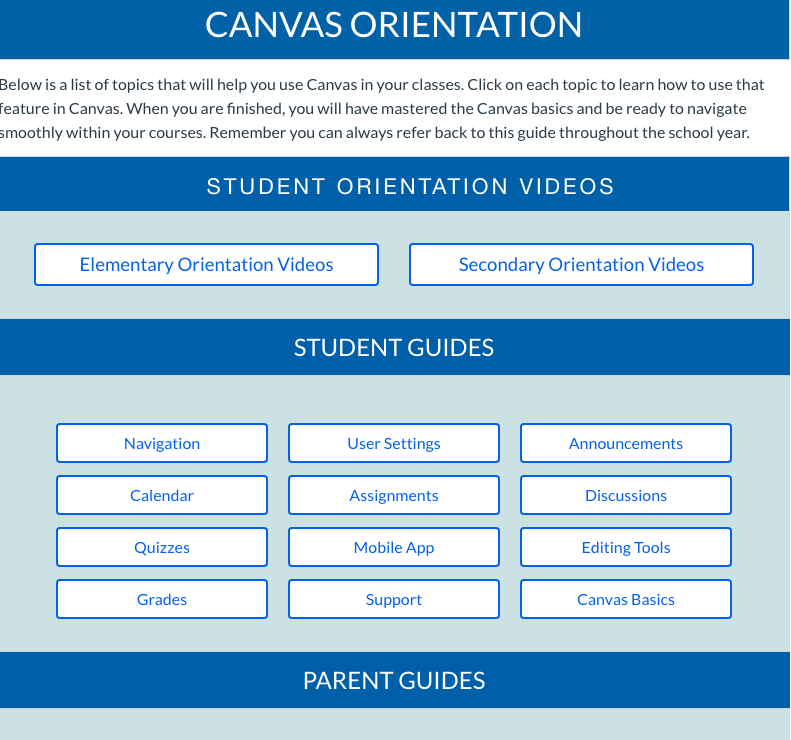 CANVAS ORIENTATION
Below is a list of topics that will help you use Canvas in your classes. Click on each topic to learn how to use that
feature in Canvas. When you are finished, you will have mastered the Canvas basics and be ready to navigate
smoothly within your courses. Remember you can always refer back to this guide throughout the school year.
STUDENT ORIENTATION VIDEOS
Elementary Orientation Videos
Secondary Orientation Videos
STUDENT GUIDES
Navigation
User Settings
Announcements
Calendar
Assignments
Discussions
Quizzes
Mobile App
Editing Tools
Grades
Support
Canvas Basics
PARENT GUIDES